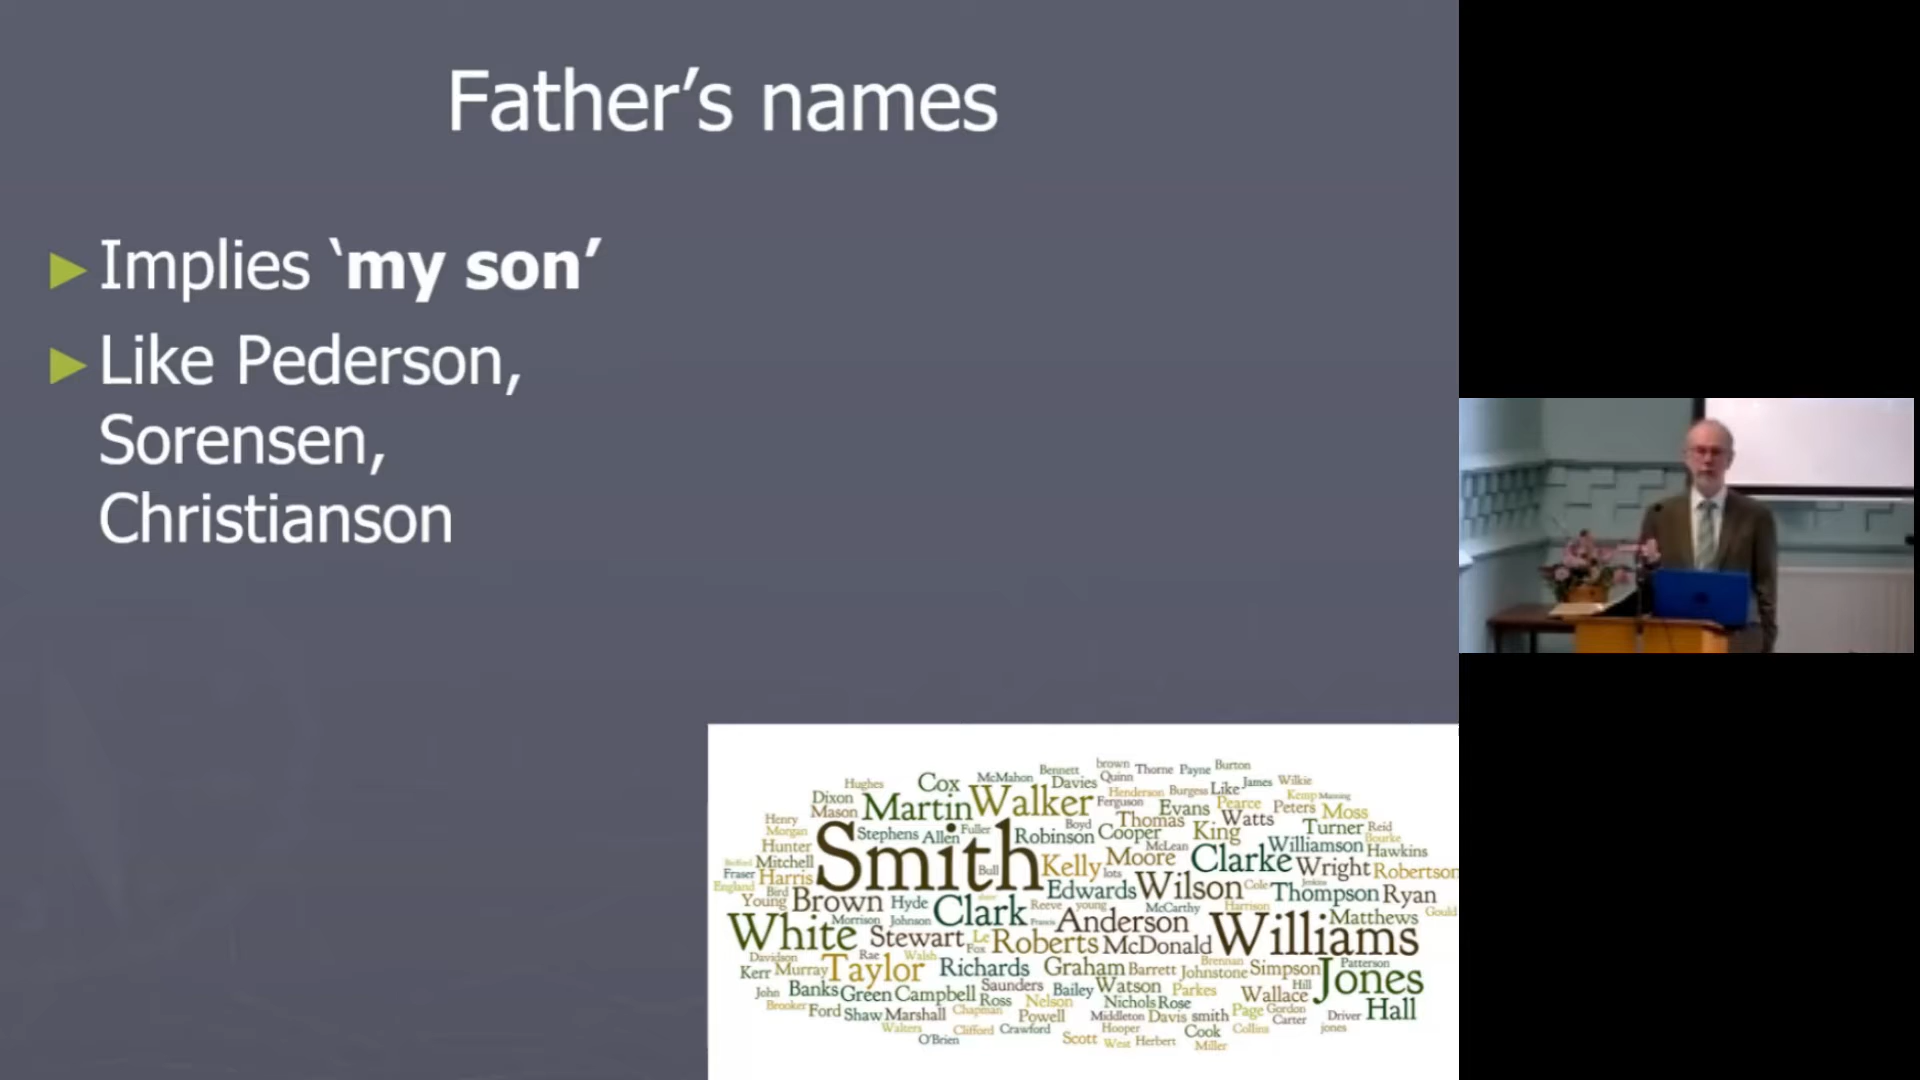 Father’s names
► Implies ‘my son’
► Like Pederson,
Sorensen,
Christianson
Bennett brown Thorne Payne Burton
Hughes Cox McMahon Davies Quinn James Wilkie
Dixon Martin Walker Henderson Burgess Like Kemp Manning
Mason Ferguson Evans Pearce Peters Moss
Henry Stephens Allen Fuller Boyd Thomas Watts Turner Reid
Morgan Robinson Cooper King Bourke
Hunter Smith McLean Williamson Hawkins
Mitchell Bull Kelly lots Moore Clarke Wright Robertson
Fraser Harris Edwards Wilson Cole Jenkins Thompson Ryan
England Bird
Young Brown Hyde Clark Reeve young McCarthy Harrison Matthews Gould
White Morrison Johnson Francis Anderson Williams
Stewart Le Roberts McDonald
Davidson Rae Walsh Fox Brennan Patterson
Kerr Murray Taylor Richards Graham Barrett Johnstone Simpson Jones
John Banks Green Campbell Saunders Bailey Watson Parkes Hill Wallace
Brooker Ford Shaw Marshall Chapman Ross Nelson Nichols Rose Page Gordon Hall
Powell Middleton Davis smith Carter Driver
Walters Clifford Crawford Hooper Cook Collins jones
O'Brien Scott West Herbert Miller